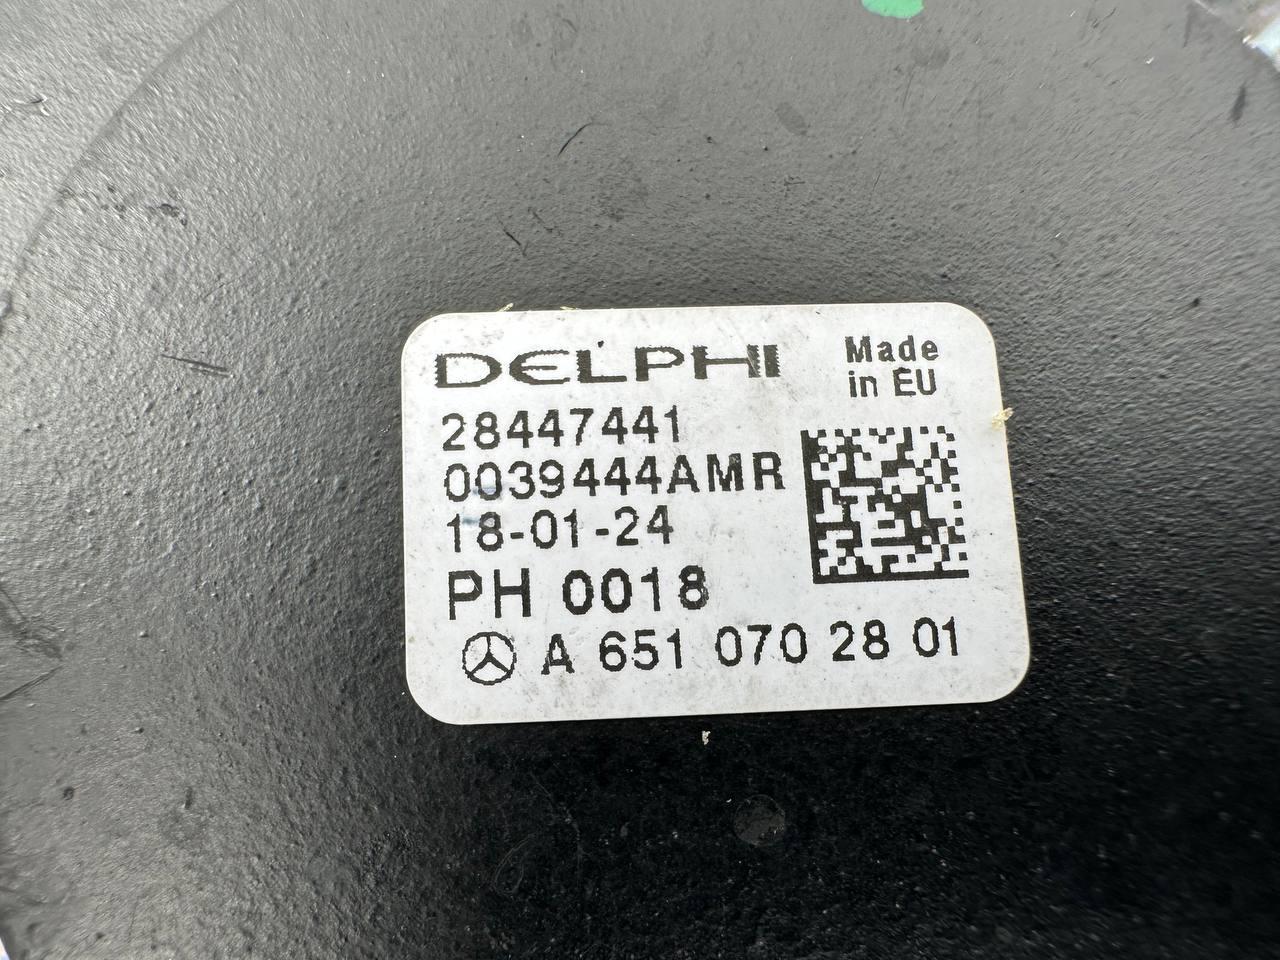 DELPHI
Made
in EU
28447441
0039444AMR
18-01-24
PH 0018
A 651 070 28 01